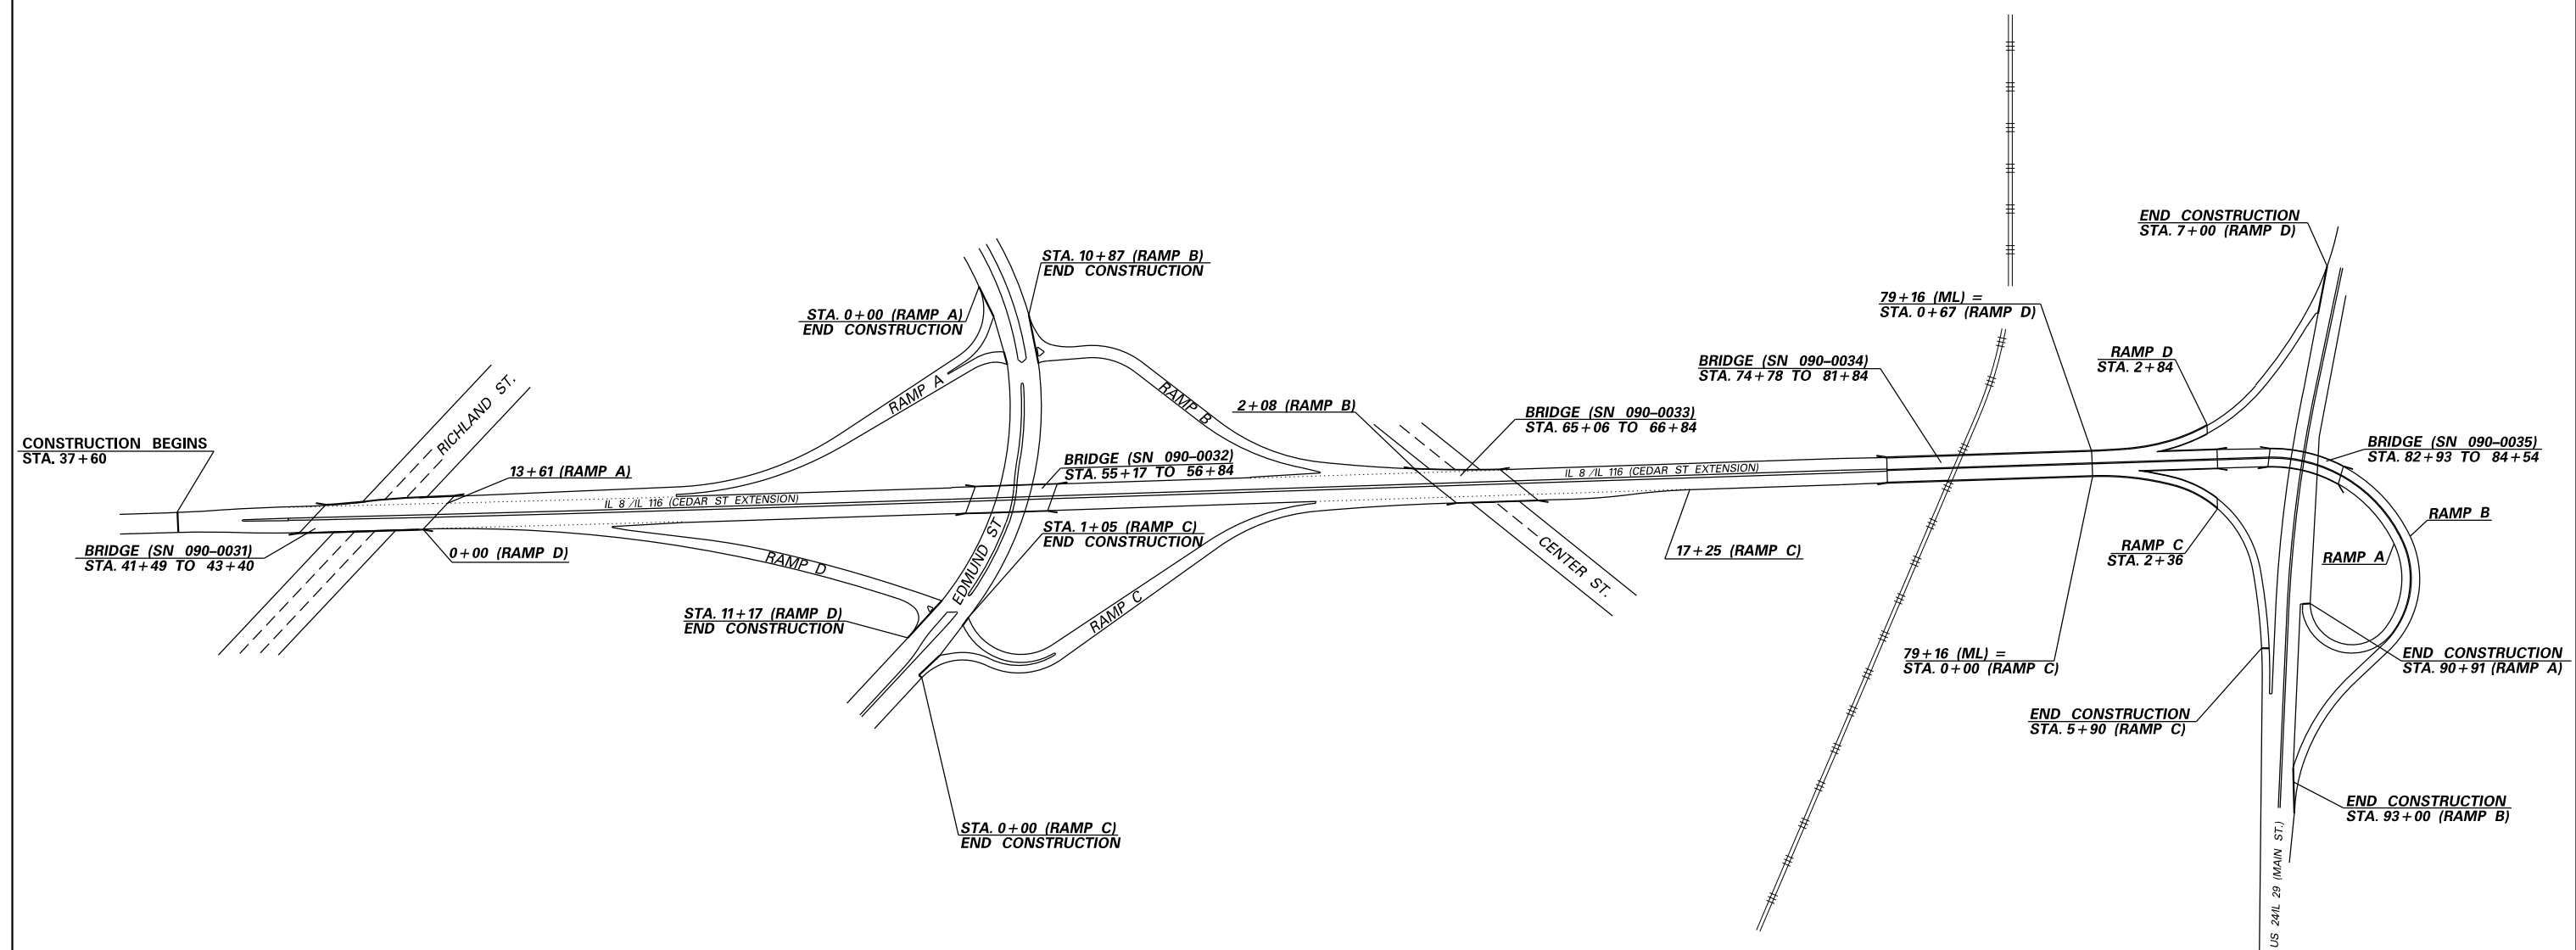 CONSTRUCTION BEGINS
STA. 37+60
BRIDGE (SN 090-0031)
STA. 41+49 TO 43+40
RICHLAND ST.
13+61 (RAMP A)
0+00 (RAMP D)
IL 8 /IL 116 (CEDAR ST EXTENSION)
RAMP A
STA. 0+00 (RAMP A)
END CONSTRUCTION
STA. 10+87 (RAMP B)
END CONSTRUCTION
RAMP B
BRIDGE (SN 090-0032)
STA. 55+17 TO 56+84
RAMP D
STA. 11+17 (RAMP D)
END CONSTRUCTION
EDMUND ST
STA. 1+05 (RAMP C)
END CONSTRUCTION
RAMP C
STA. 0+00 (RAMP C)
END CONSTRUCTION
2+08 (RAMP B)
BRIDGE (SN 090-0033)
STA. 65+06 TO 66+84
IL 8 /IL 116 (CEDAR ST EXTENSION)
CENTER ST.
17+25 (RAMP C)
BRIDGE (SN 090-0034)
STA. 74+78 TO 81+84
79+16 (ML) =
STA. 0+67 (RAMP D)
79+16 (ML) =
STA. 0+00 (RAMP C)
END CONSTRUCTION
STA. 7+00 (RAMP D)
RAMP D
STA. 2+84
RAMP C
STA. 2+36
BRIDGE (SN 090-0035)
STA. 82+93 TO 84+54
RAMP B
RAMP A
END CONSTRUCTION
STA. 90+91 (RAMP A)
END CONSTRUCTION
STA. 5+90 (RAMP C)
END CONSTRUCTION
STA. 93+00 (RAMP B)
US 24/IL 29 (MAIN ST.)